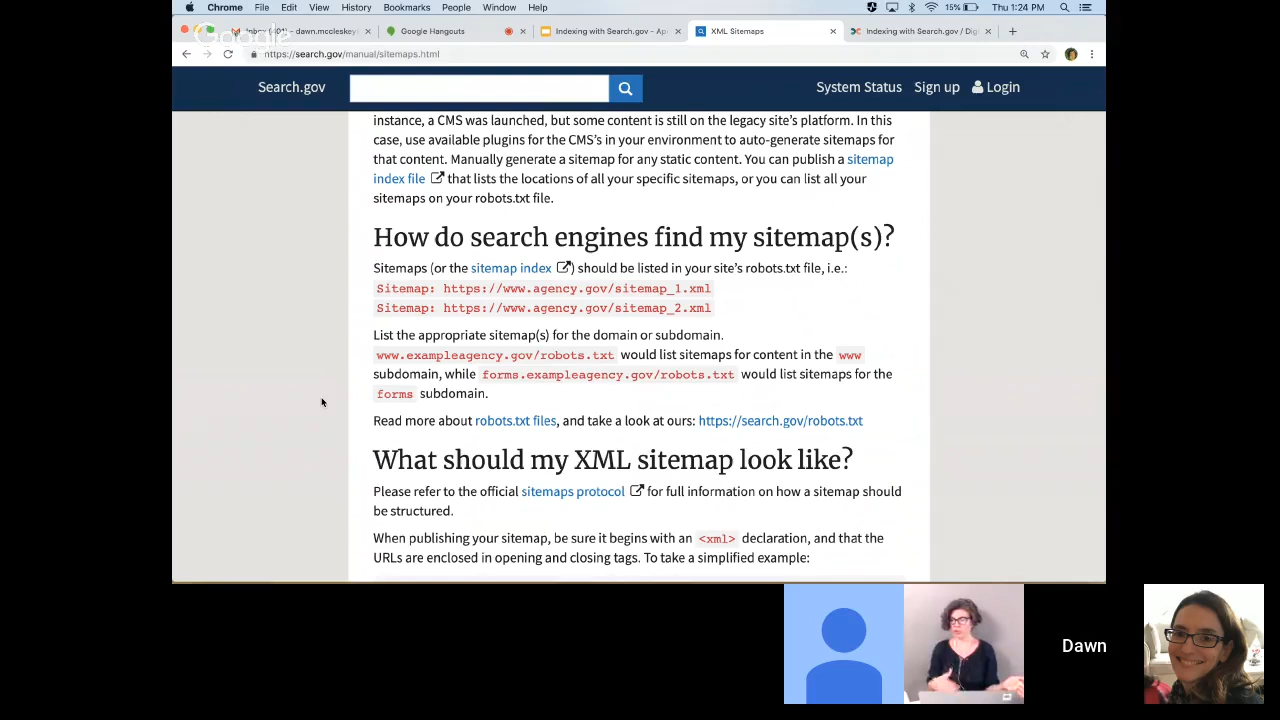 Chrome File Edit View History Bookmarks People Window Help
15% Thu 1:24 PM
Google
dawn.mccleskey
Google Hangouts
Indexing with Search.gov - Ap
XML Sitemaps
Indexing with Search.gov / Dig
https://search.gov/manual/sitemaps.html
Search.gov
System Status Sign up Login
instance, a CMS was launched, but some content is still on the legacy site's platform. In this
case, use available plugins for the CMS's in your environment to auto-generate sitemaps for
that content. Manually generate a sitemap for any static content. You can publish a sitemap
index file that lists the locations of all your specific sitemaps, or you can list all your
sitemaps on your robots.txt file.
How do search engines find my sitemap(s)?
Sitemaps (or the sitemap index ) should be listed in your site's robots.txt file, i.e.:
Sitemap: https://www.agency.gov/sitemap_1.xml
Sitemap: https://www.agency.gov/sitemap_2.xml
List the appropriate sitemap(s) for the domain or subdomain.
www.exampleagency.gov/robots.txt would list sitemaps for content in the www
subdomain, while forms.exampleagency.gov/robots.txt would list sitemaps for the
forms subdomain.
Read more about robots.txt files, and take a look at ours: https://search.gov/robots.txt
What should my XML sitemap look like?
Please refer to the official sitemaps protocol for full information on how a sitemap should
be structured.
When publishing your sitemap, be sure it begins with an <xml> declaration, and that the
URLs are enclosed in opening and closing tags. To take a simplified example:
Dawn